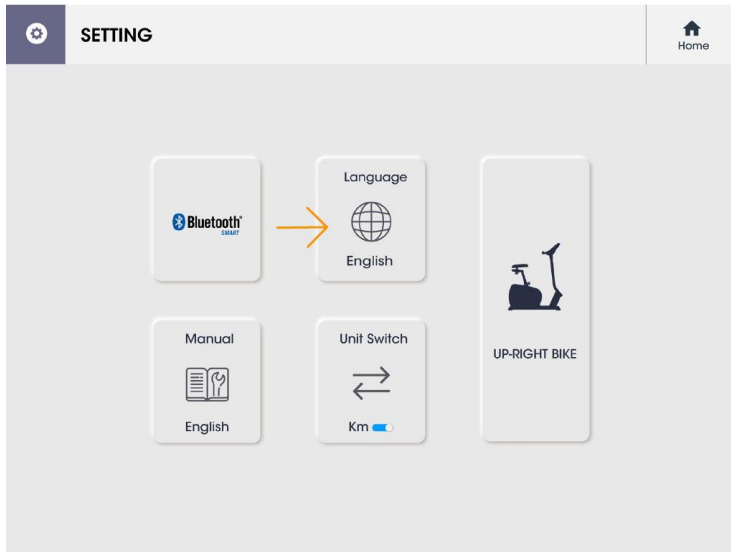 SETTING
Home
Bluetooth®
SMART
Language
English
Manual
English
Unit Switch
Km
UP-RIGHT BIKE